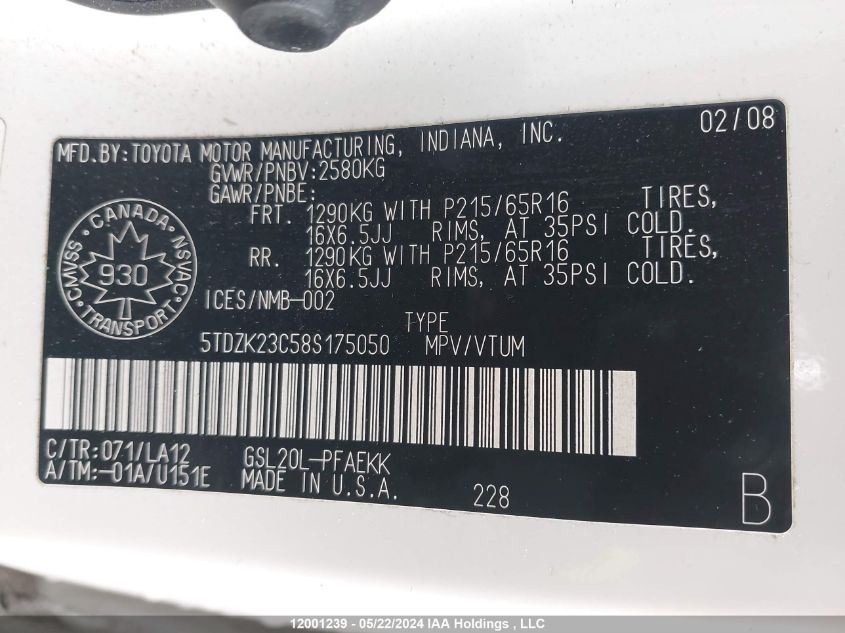 02/08
MFD.BY:TOYOTA MOTOR MANUFACTURING, INDIANA, INC.
GVWR/PNBV:2580KG
GAWR/PNBE:
FRT. 1290KG WITH P215/65R16 TIRES,
16X6.5JJ RIMS, AT 35PSI COLD.
RR. 1290KG WITH P215/65R16 TIRES,
16X6.5JJ RIMS, AT 35PSI COLD.
CANADA
CMVSS 930 NSVAC
TRANSPORT
ICES/NMB-002
TYPE
5TDZK23C58S175050 MPV/VTUM
C/TR:071/LA12 GSL20L-PFAEKK
A/TM:-01A/U151E MADE IN U.S.A.
228
B
12001239 - 05/22/2024 IAA Holdings , LLC